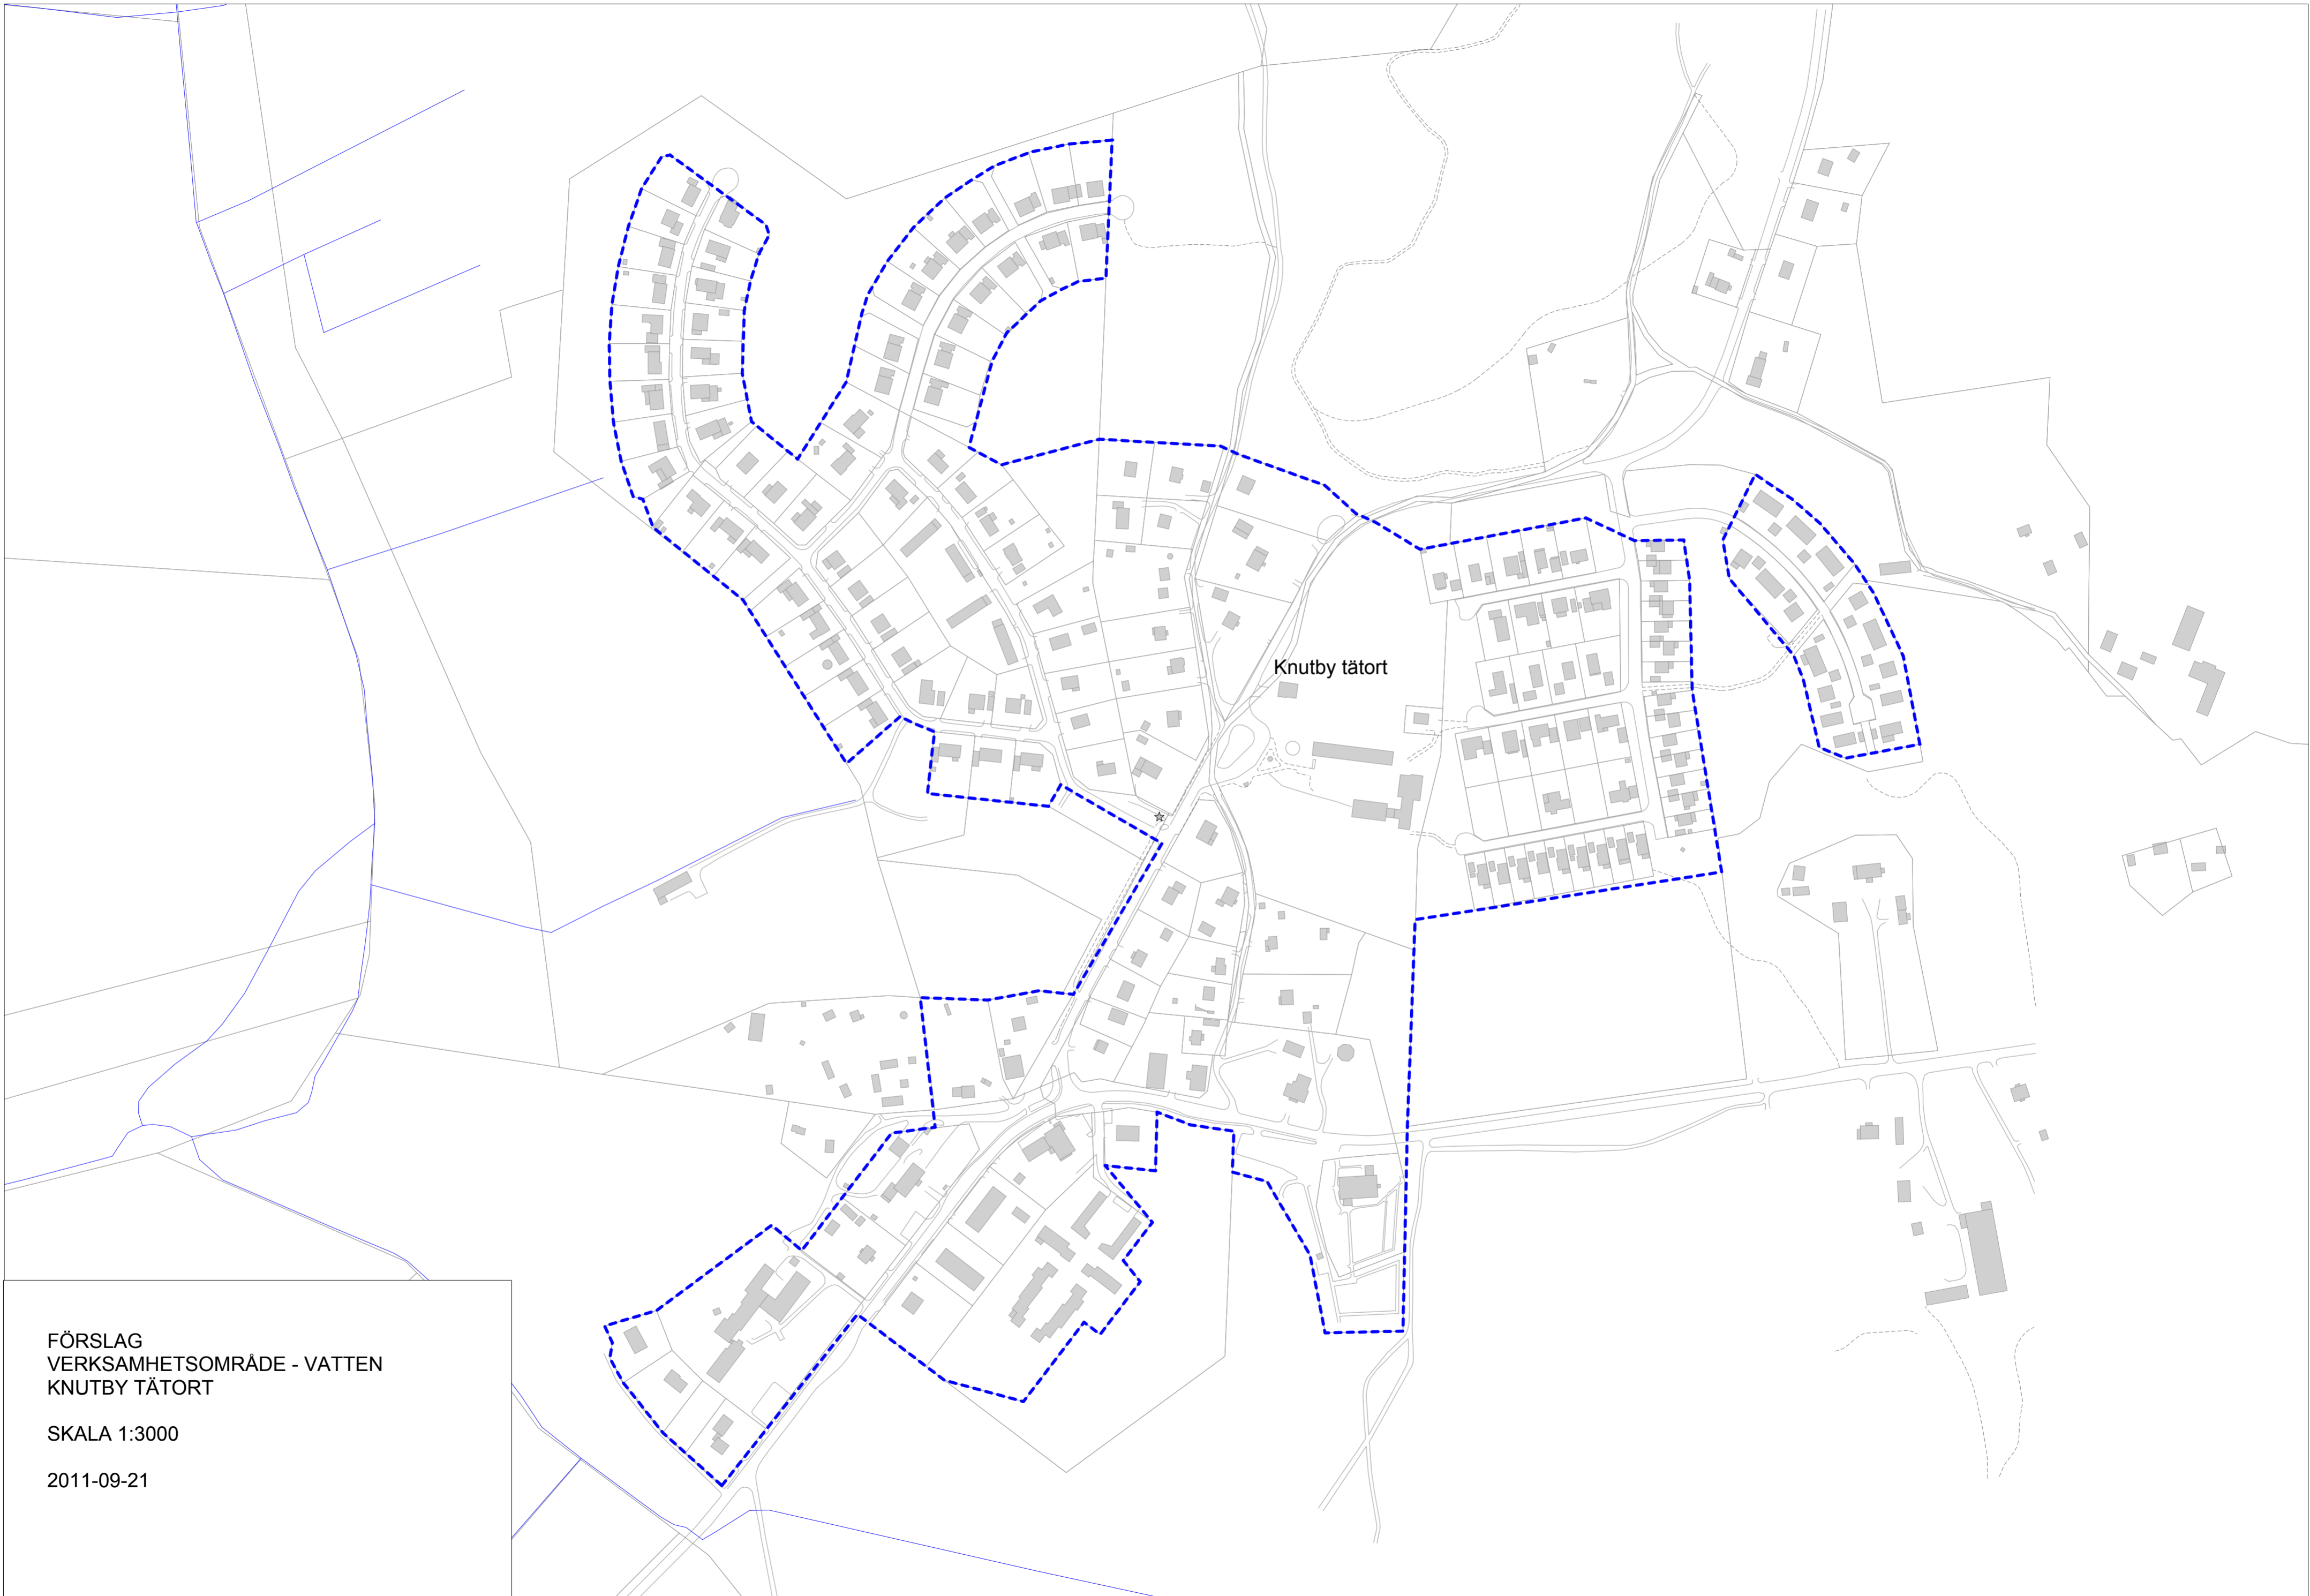 Knutby tätort
FÖRSLAG
VERKSAMHETSOMRÅDE - VATTEN
KNUTBY TÄTORT
SKALA 1:3000
2011-09-21